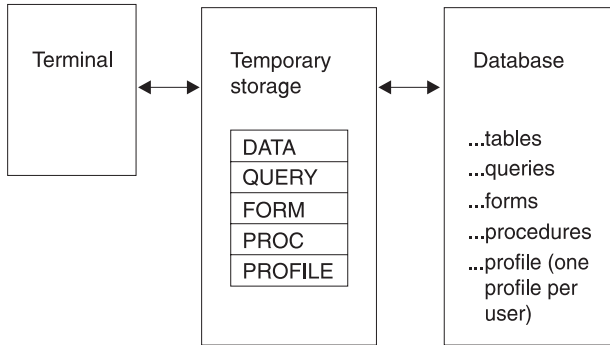 Terminal
Temporary
storage
DATA
QUERY
FORM
PROC
PROFILE
Database
...tables
...queries
...forms
...procedures
...profile (one
profile per
user)